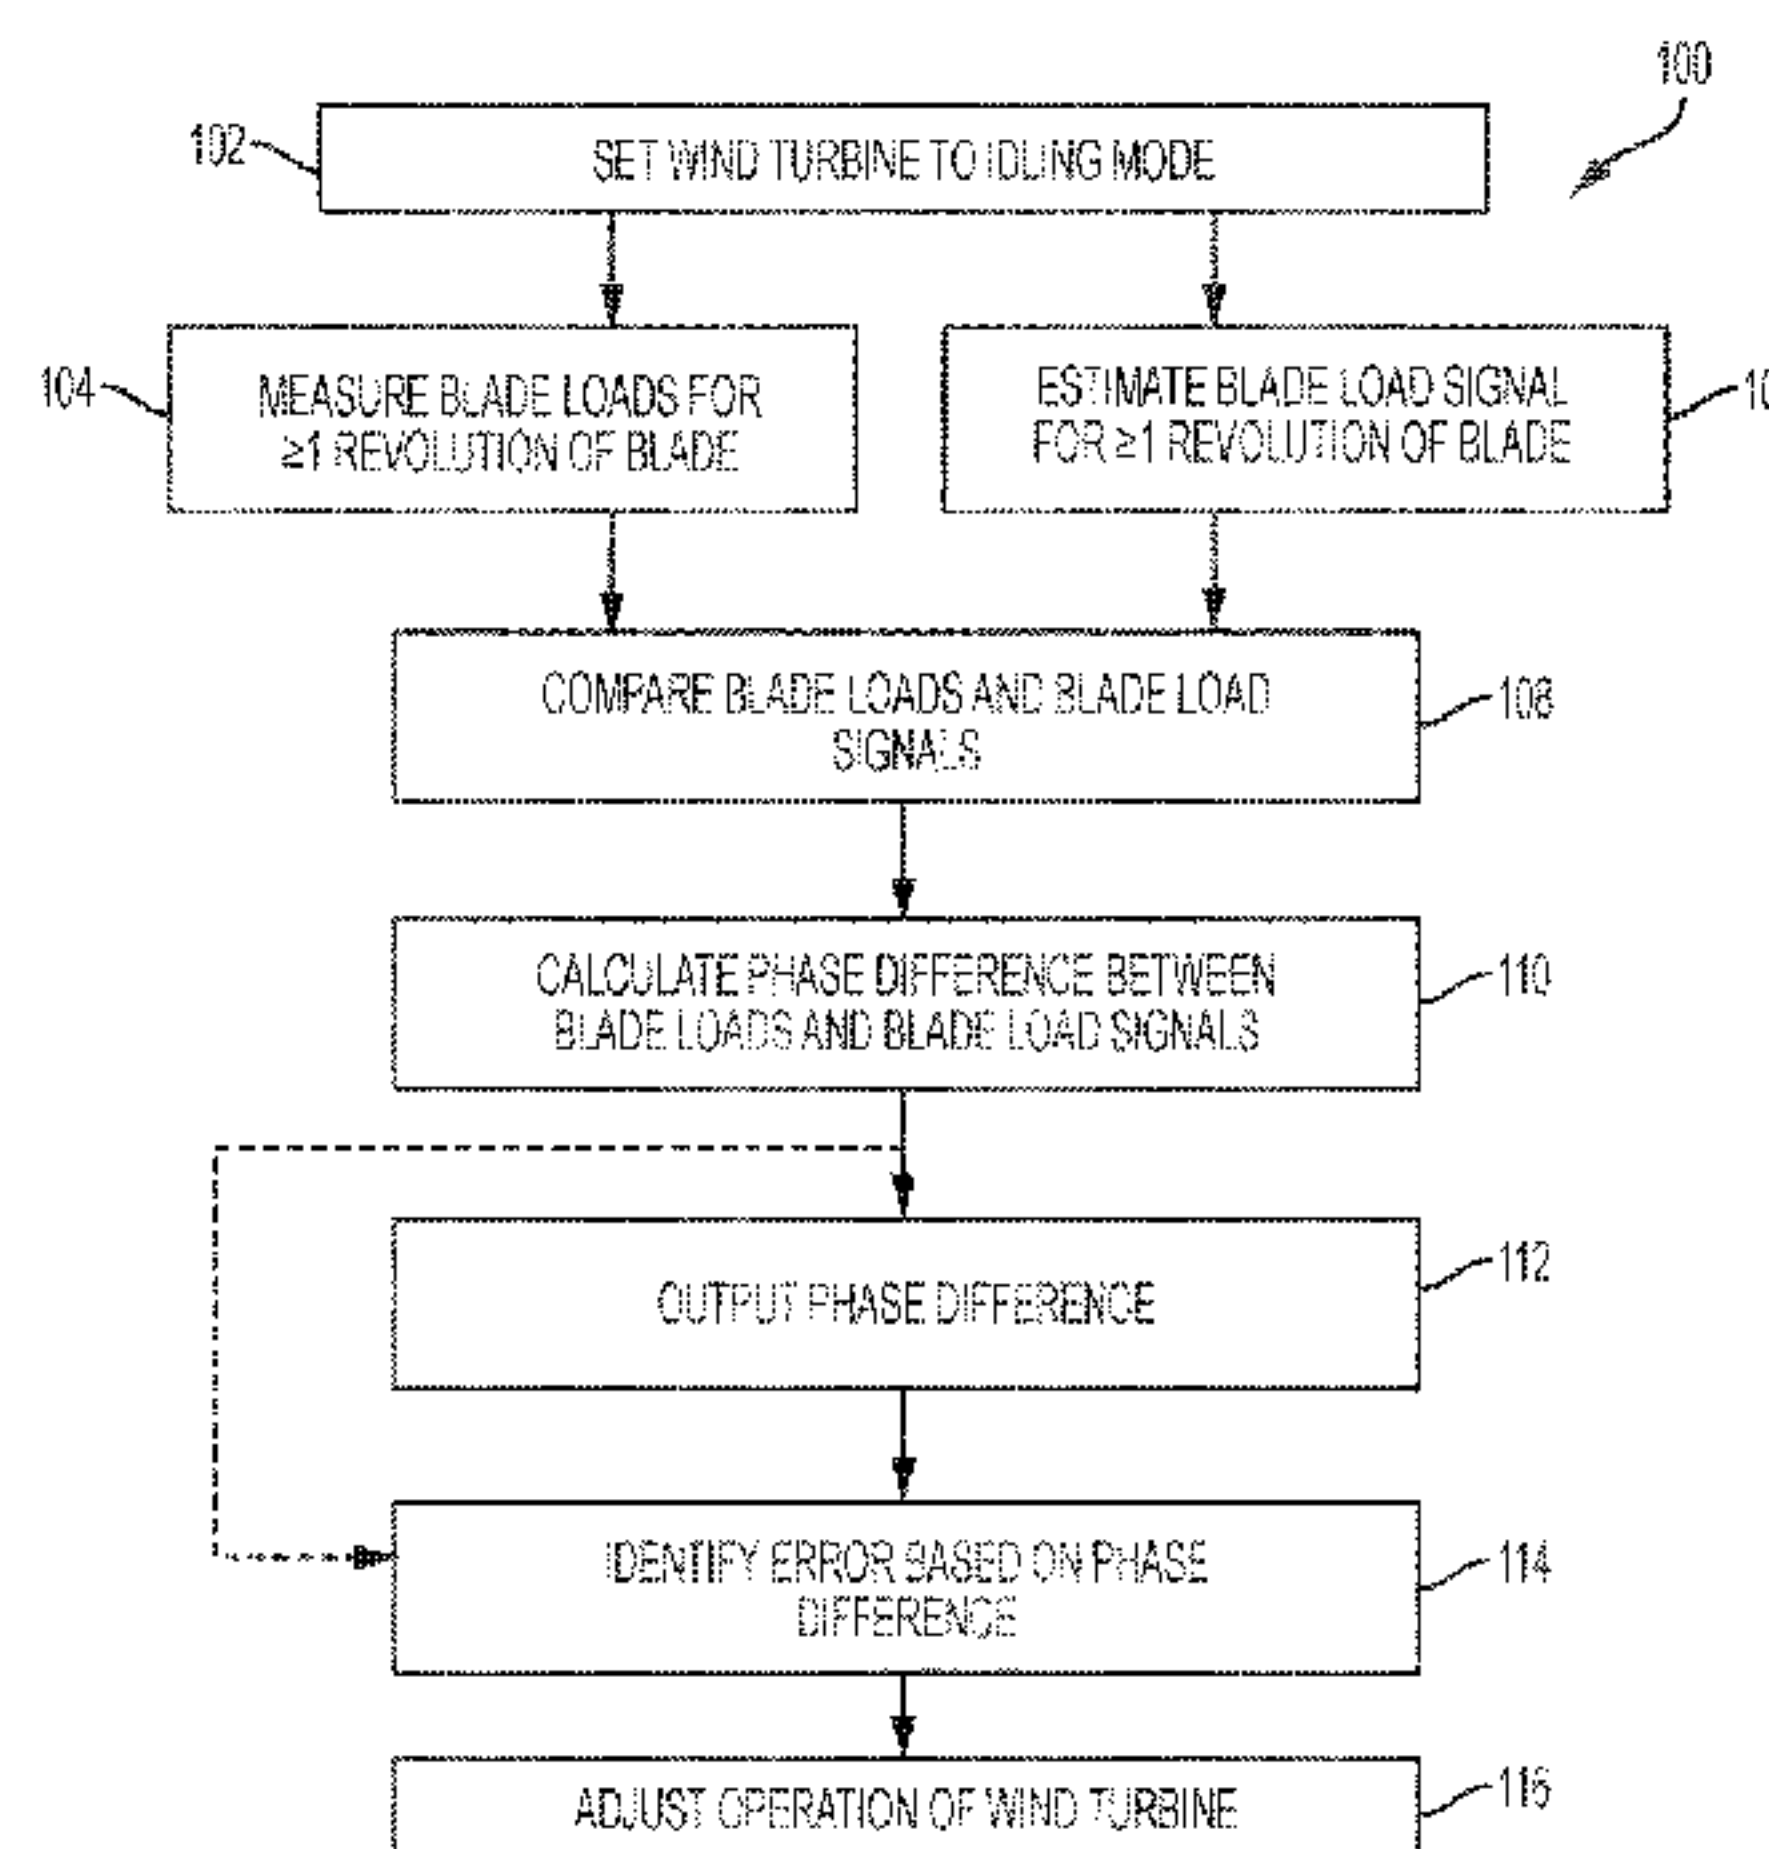 100
102
SET WIND TURBINE TO IDLING MODE
104
MEASURE BLADE LOADS FOR
≥1 REVOLUTION OF BLADE
ESTIMATE BLADE LOAD SIGNAL
FOR ≥1 REVOLUTION OF BLADE
COMPARE BLADE LOADS AND BLADE LOAD
SIGNALS
108
CALCULATE PHASE DIFFERENCE BETWEEN
BLADE LOADS AND BLADE LOAD SIGNALS
110
OUTPUT PHASE DIFFERENCE
112
IDENTIFY ERROR BASED ON PHASE
DIFFERENCE
114
ADJUST OPERATION OF WIND TURBINE
116